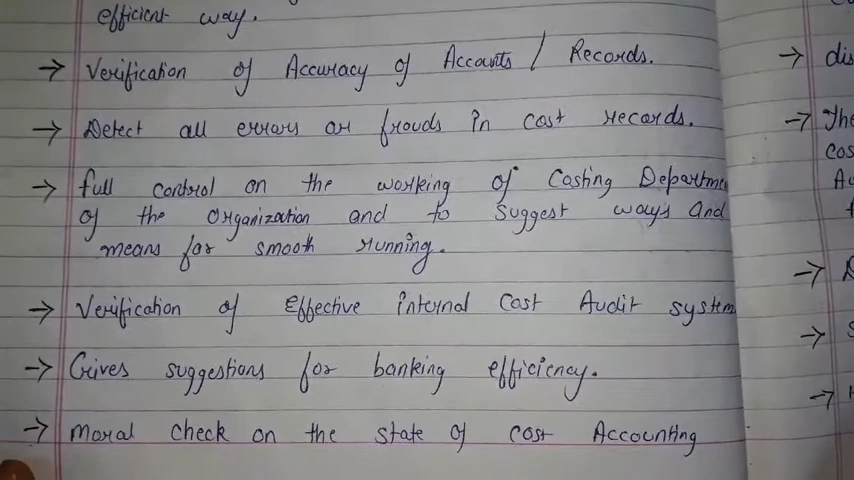 efficient way.
→ Verification of Accuracy of Accounts / Records.
→ Detect all errors or frouds in cost records.
→ full control on the working of Costing Departme
of the organization and to suggest ways and
means for smooth running.
→ Verification of Effective internal Cost Audit system
→ Gives suggestions for banking efficiency.
→ Moral check on the state of cost Accounting
→ dis
→ The
cos
Au
→
→ S
→